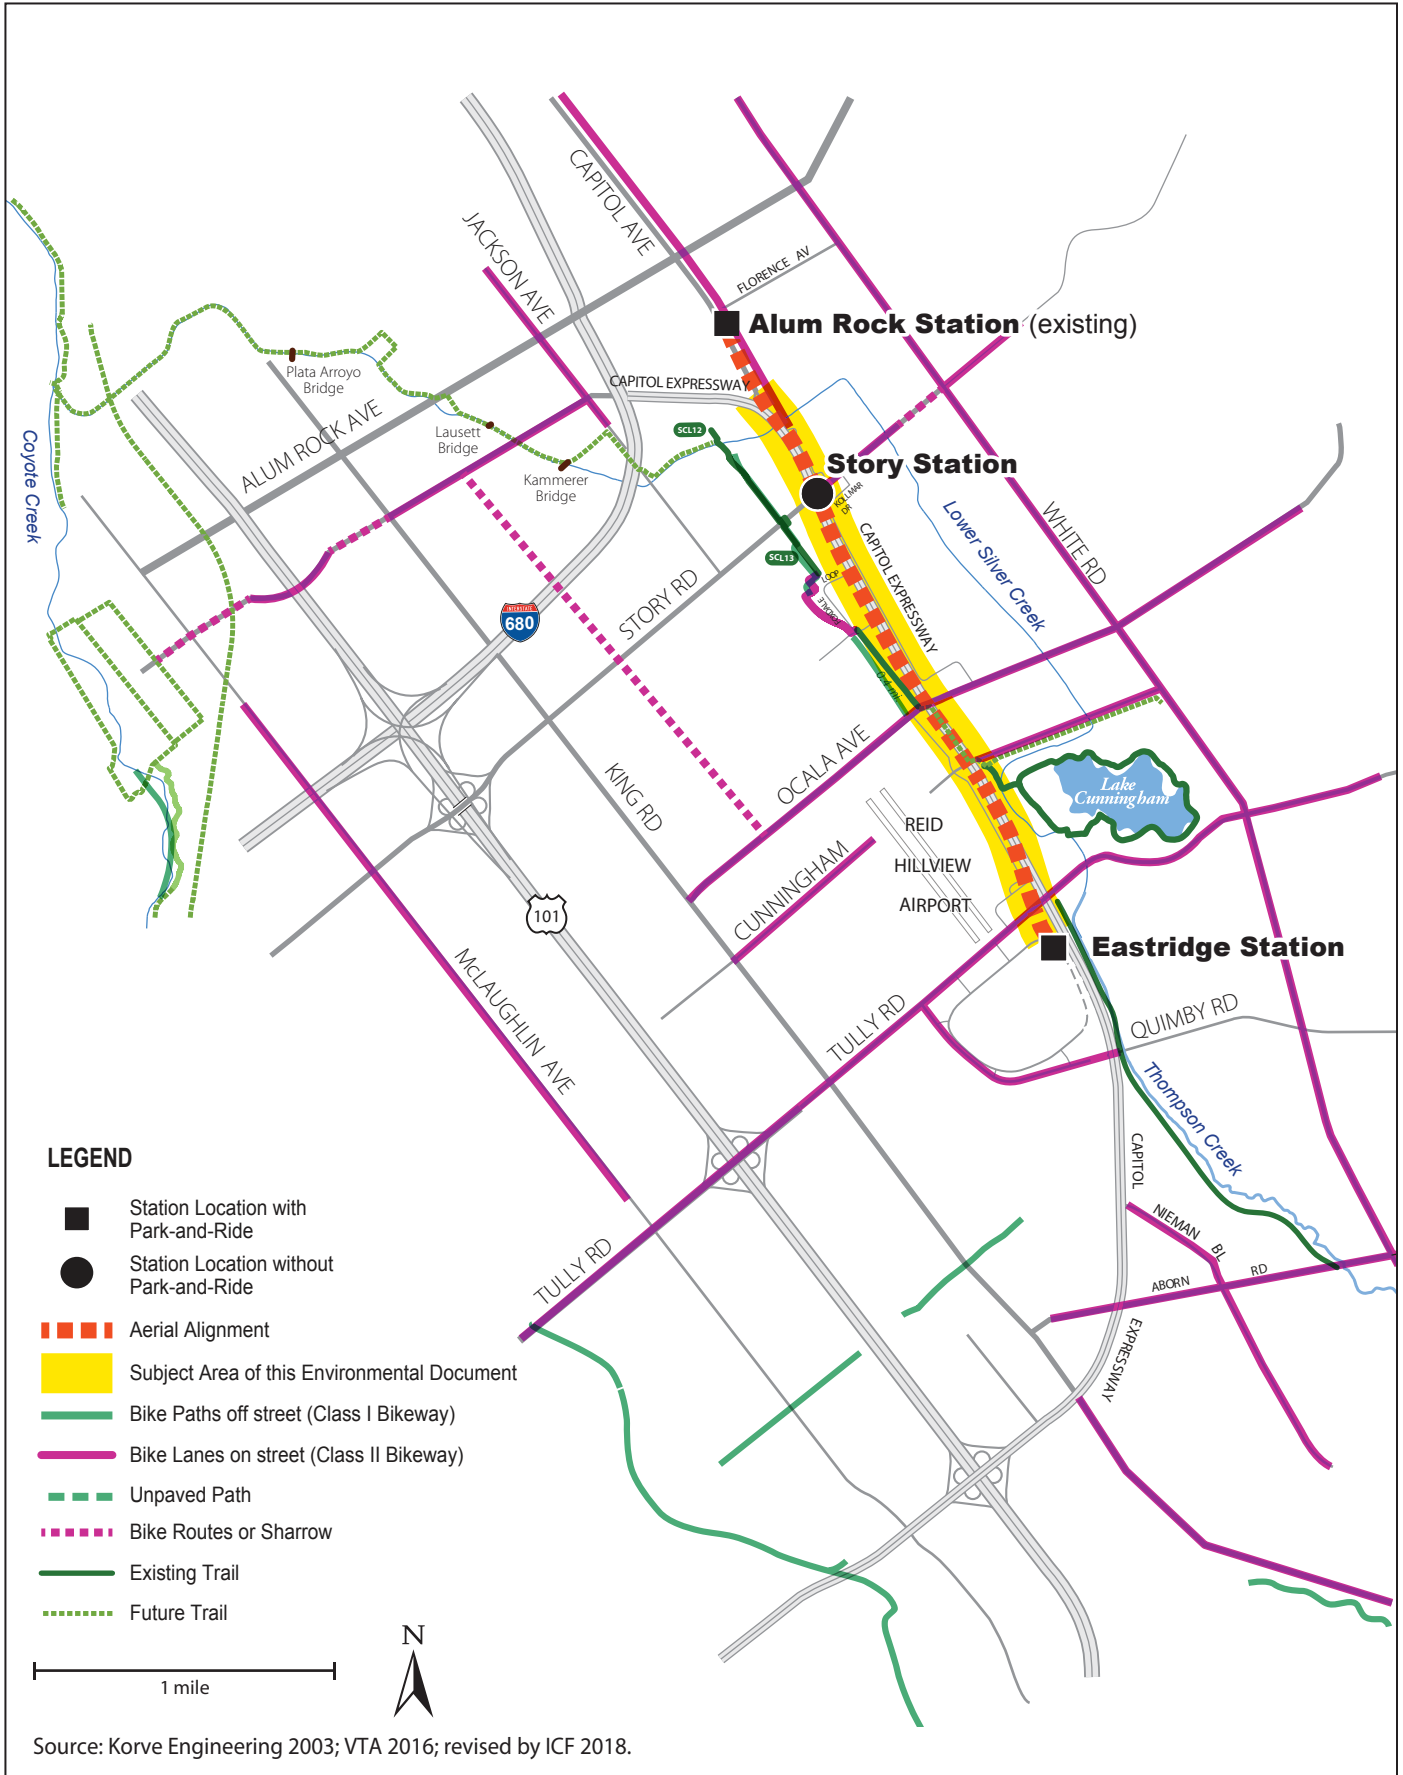 CAPITOL AVE
JACKSON AVE
FLORENCE AV
Alum Rock Station (existing)
Plata Arroyo
Bridge
CAPITOL EXPRESSWAY
ALUM ROCK AVE
Lausett
Bridge
SCL12
Coyote Creek
Kammerer
Bridge
Story Station
KOLLMAR
DR
Lower Silver Creek
WHITE RD
CAPITOL EXPRESSWAY
SCL13
LOOP
INTERSTATE
680
STORY RD
0.4 mi
KING RD
OCALA AVE
Lake
Cunningham
REID
HILLVIEW
AIRPORT
CUNNINGHAM
101
Eastridge Station
McLAUGHLIN AVE
TULLY RD
QUIMBY RD
Thompson Creek
CAPITOL
NIEMAN
BL
ABORN
RD
TULLY RD
EXPRESSWAY
LEGEND
Station Location with
Park-and-Ride
Station Location without
Park-and-Ride
Aerial Alignment
Subject Area of this Environmental Document
Bike Paths off street (Class I Bikeway)
Bike Lanes on street (Class II Bikeway)
Unpaved Path
Bike Routes or Sharrow
Existing Trail
Future Trail
N
1 mile
Source: Korve Engineering 2003; VTA 2016; revised by ICF 2018.